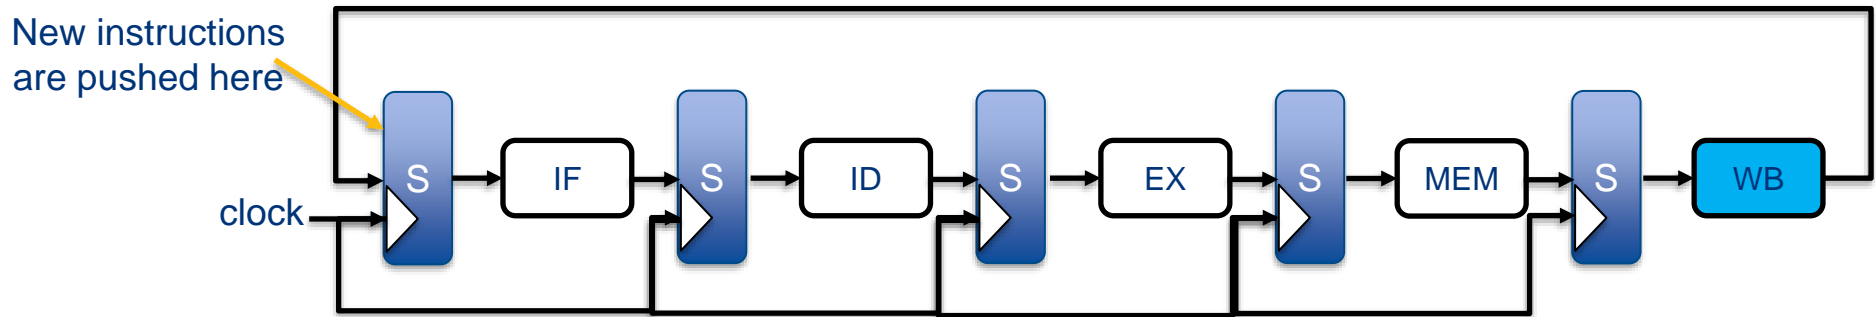 New instructions
are pushed here
S
IF
S
ID
S
EX
S
MEM
S
WB
clock